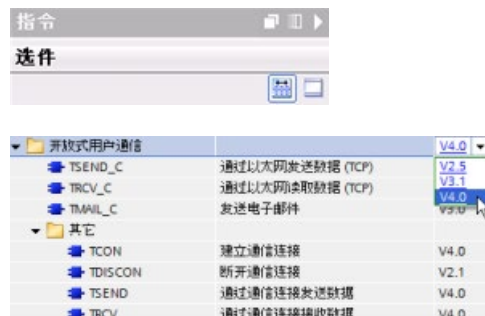 指令
选件
开放式用户通信 V4.0
TSEND_C 通过以太网发送数据 (TCP) V2.5
V3.1
TRCV_C 通过以太网读取数据 (TCP) V4.0
TMAIL_C 发送电子邮件 V3.0
其它
TCON 建立通信连接 V4.0
TDISCON 断开通信连接 V2.1
TSEND 通过通信连接发送数据 V4.0
TRCV 通过通信连接接收数据 V4.0